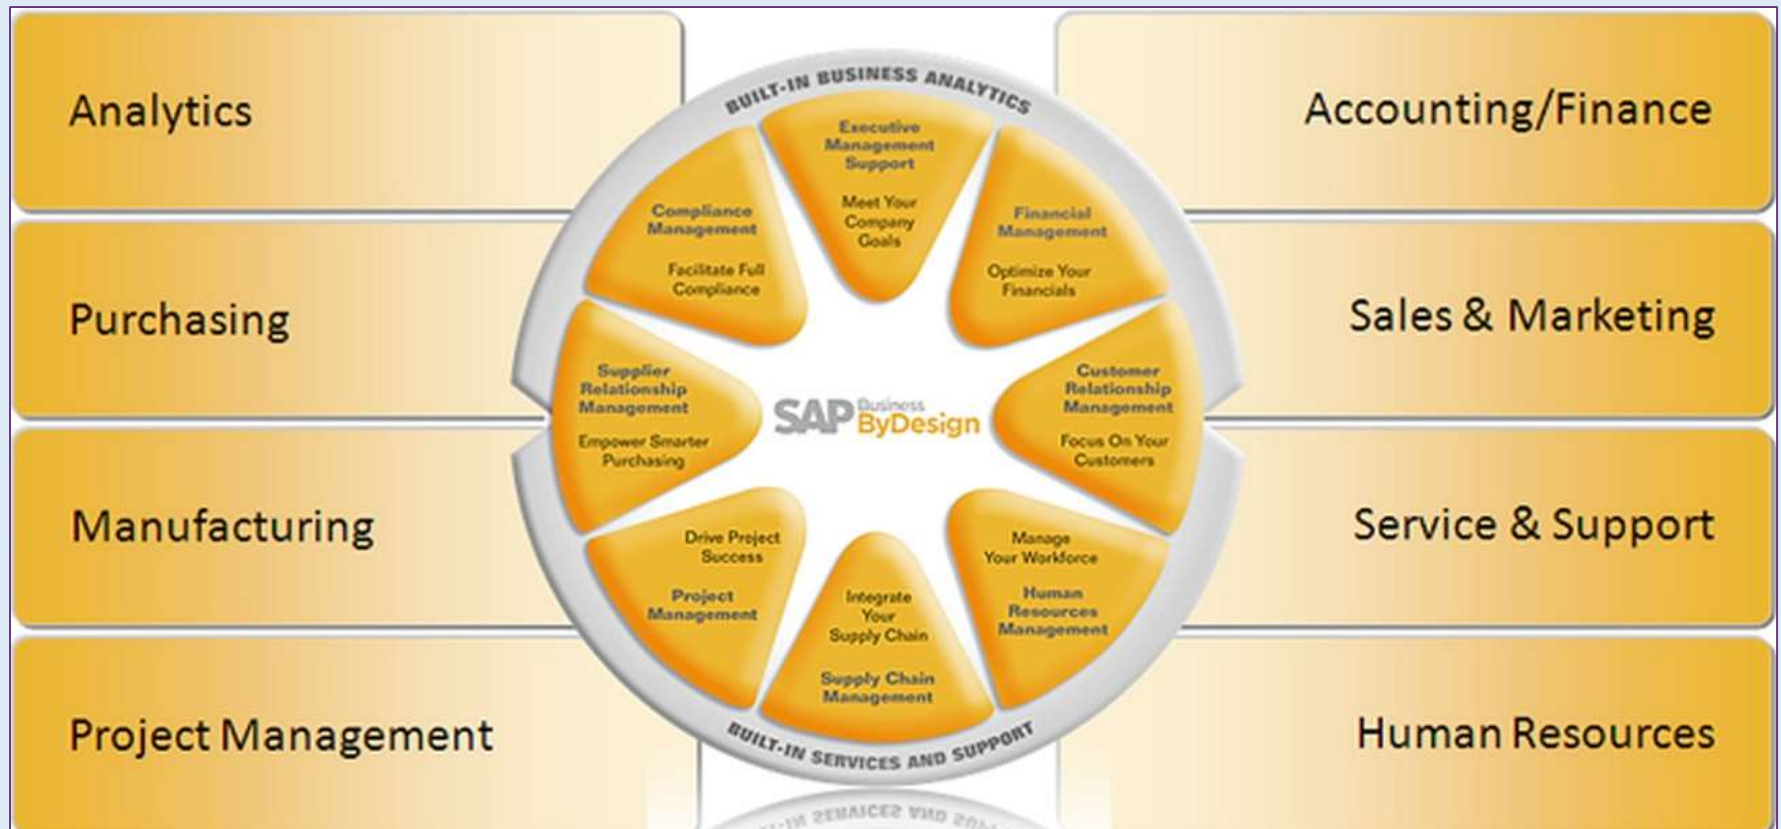 Analytics
Purchasing
Manufacturing
Project Management
BUILT-IN BUSINESS ANALYTICS
Executive
Management
Support
Meet Your
Company
Goals
Compliance
Management
Facilitate Full
Compliance
Financial
Management
Optimize Your
Financials
Supplier
Relationship
Management
Empower Smarter
Purchasing
SAP Business
ByDesign
Customer
Relationship
Management
Focus On Your
Customers
Drive Project
Success
Project
Management
Integrate
Your
Supply Chain
Supply Chain
Management
Manage
Your Workforce
Human
Resources
Management
BUILT-IN SERVICES AND SUPPORT
Accounting/Finance
Sales & Marketing
Service & Support
Human Resources